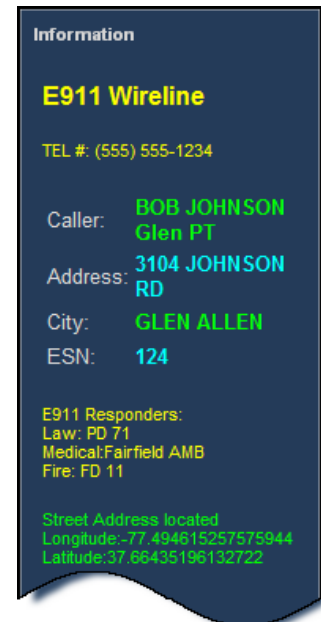 Information
E911 Wireline
TEL #: (555) 555-1234
Caller: BOB JOHNSON
Glen PT
Address: 3104 JOHNSON
RD
City: GLEN ALLEN
ESN: 124
E911 Responders:
Law: PD 71
Medical:Fairfield AMB
Fire: FD 11
Street Address located
Longitude:-77.494615257575944
Latitude:37.66435196132722